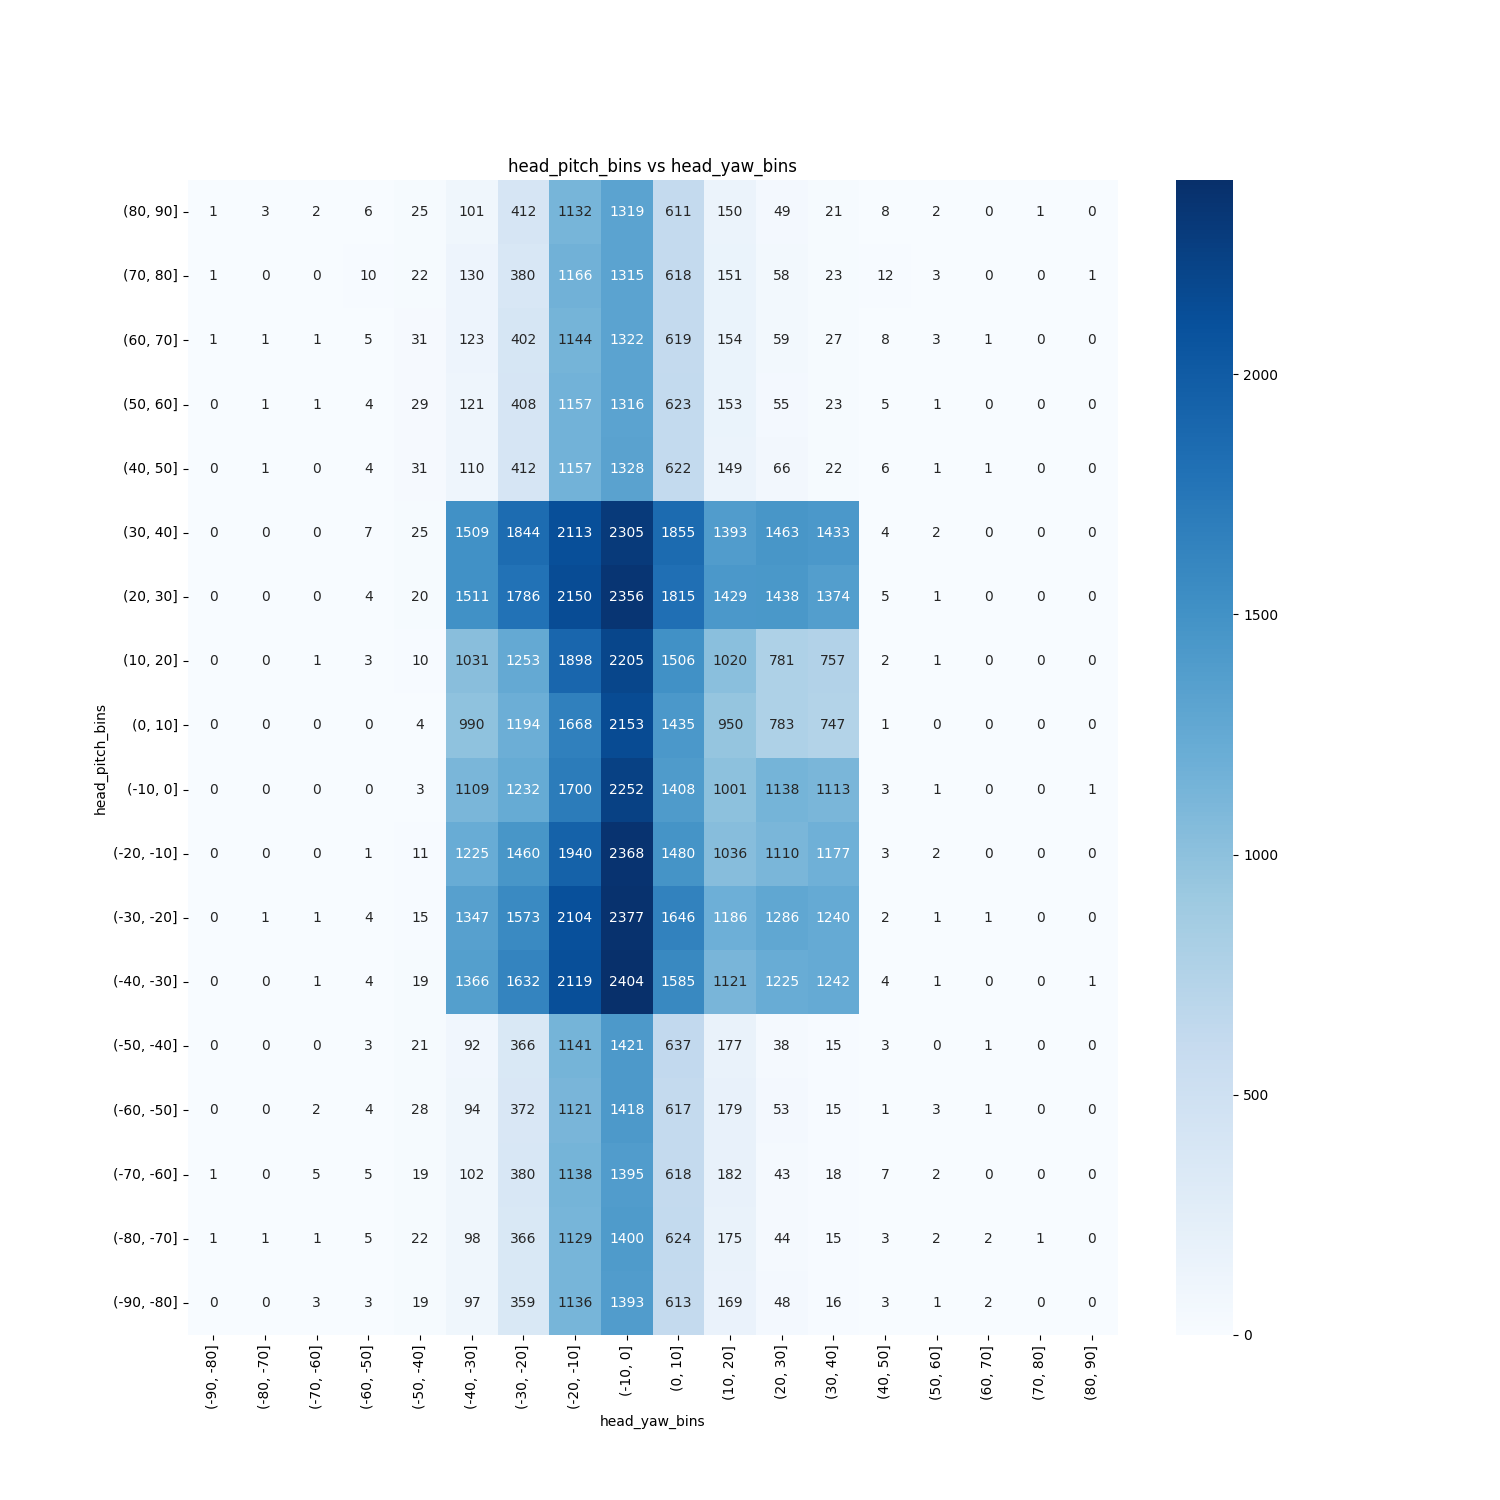 head_pitch_bins vs head_yaw_bins
(80, 90] 1 3 2 6 25 101 412 1132 1319 611 150 49 21 8 2 0 1 0
(70, 80] 1 0 0 10 22 130 380 1166 1315 618 151 58 23 12 3 0 0 1
(60, 70] 1 1 1 5 31 123 402 1144 1322 619 154 59 27 8 3 1 0 0
(50, 60] 0 1 1 4 29 121 408 1157 1316 623 153 55 23 5 1 0 0 0
(40, 50] 0 1 0 4 31 110 412 1157 1328 622 149 66 22 6 1 1 0 0
(30, 40] 0 0 0 7 25 1509 1844 2113 2305 1855 1393 1463 1433 4 2 0 0 0
(20, 30] 0 0 0 4 20 1511 1786 2150 2356 1815 1429 1438 1374 5 1 0 0 0
(10, 20] 0 0 1 3 10 1031 1253 1898 2205 1506 1020 781 757 2 1 0 0 0
(0, 10] 0 0 0 0 4 990 1194 1668 2153 1435 950 783 747 1 0 0 0 0
(-10, 0] 0 0 0 0 3 1109 1232 1700 2252 1408 1001 1138 1113 3 1 0 0 1
(-20, -10] 0 0 0 1 11 1225 1460 1940 2368 1480 1036 1110 1177 3 2 0 0 0
(-30, -20] 0 1 1 4 15 1347 1573 2104 2377 1646 1186 1286 1240 2 1 1 0 0
(-40, -30] 0 0 1 4 19 1366 1632 2119 2404 1585 1121 1225 1242 4 1 0 0 1
(-50, -40] 0 0 0 3 21 92 366 1141 1421 637 177 38 15 3 0 1 0 0
(-60, -50] 0 0 2 4 28 94 372 1121 1418 617 179 53 15 1 3 1 0 0
(-70, -60] 1 0 5 5 19 102 380 1138 1395 618 182 43 18 7 2 0 0 0
(-80, -70] 1 1 1 5 22 98 366 1129 1400 624 175 44 15 3 2 2 1 0
(-90, -80] 0 0 3 3 19 97 359 1136 1393 613 169 48 16 3 1 2 0 0
head_pitch_bins
(-90, -80] (-80, -70] (-70, -60] (-60, -50] (-50, -40] (-40, -30] (-30, -20] (-20, -10] (-10, 0] (0, 10] (10, 20] (20, 30] (30, 40] (40, 50] (50, 60] (60, 70] (70, 80] (80, 90]
head_yaw_bins
2000
1500
1000
500
0